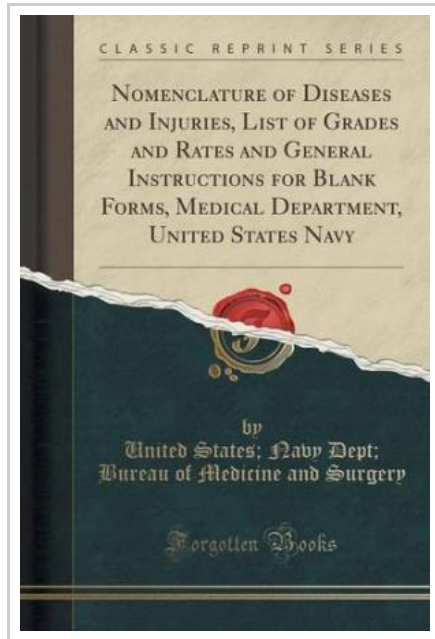 CLASSIC REPRINT SERIES
NOMENCLATURE OF DISEASES
AND INJURIES, LIST OF GRADES
AND RATES AND GENERAL
INSTRUCTIONS FOR BLANK
FORMS, MEDICAL DEPARTMENT,
UNITED STATES NAVY
by
United States; Navy Dept;
Bureau of Medicine and Surgery
Forgotten Books